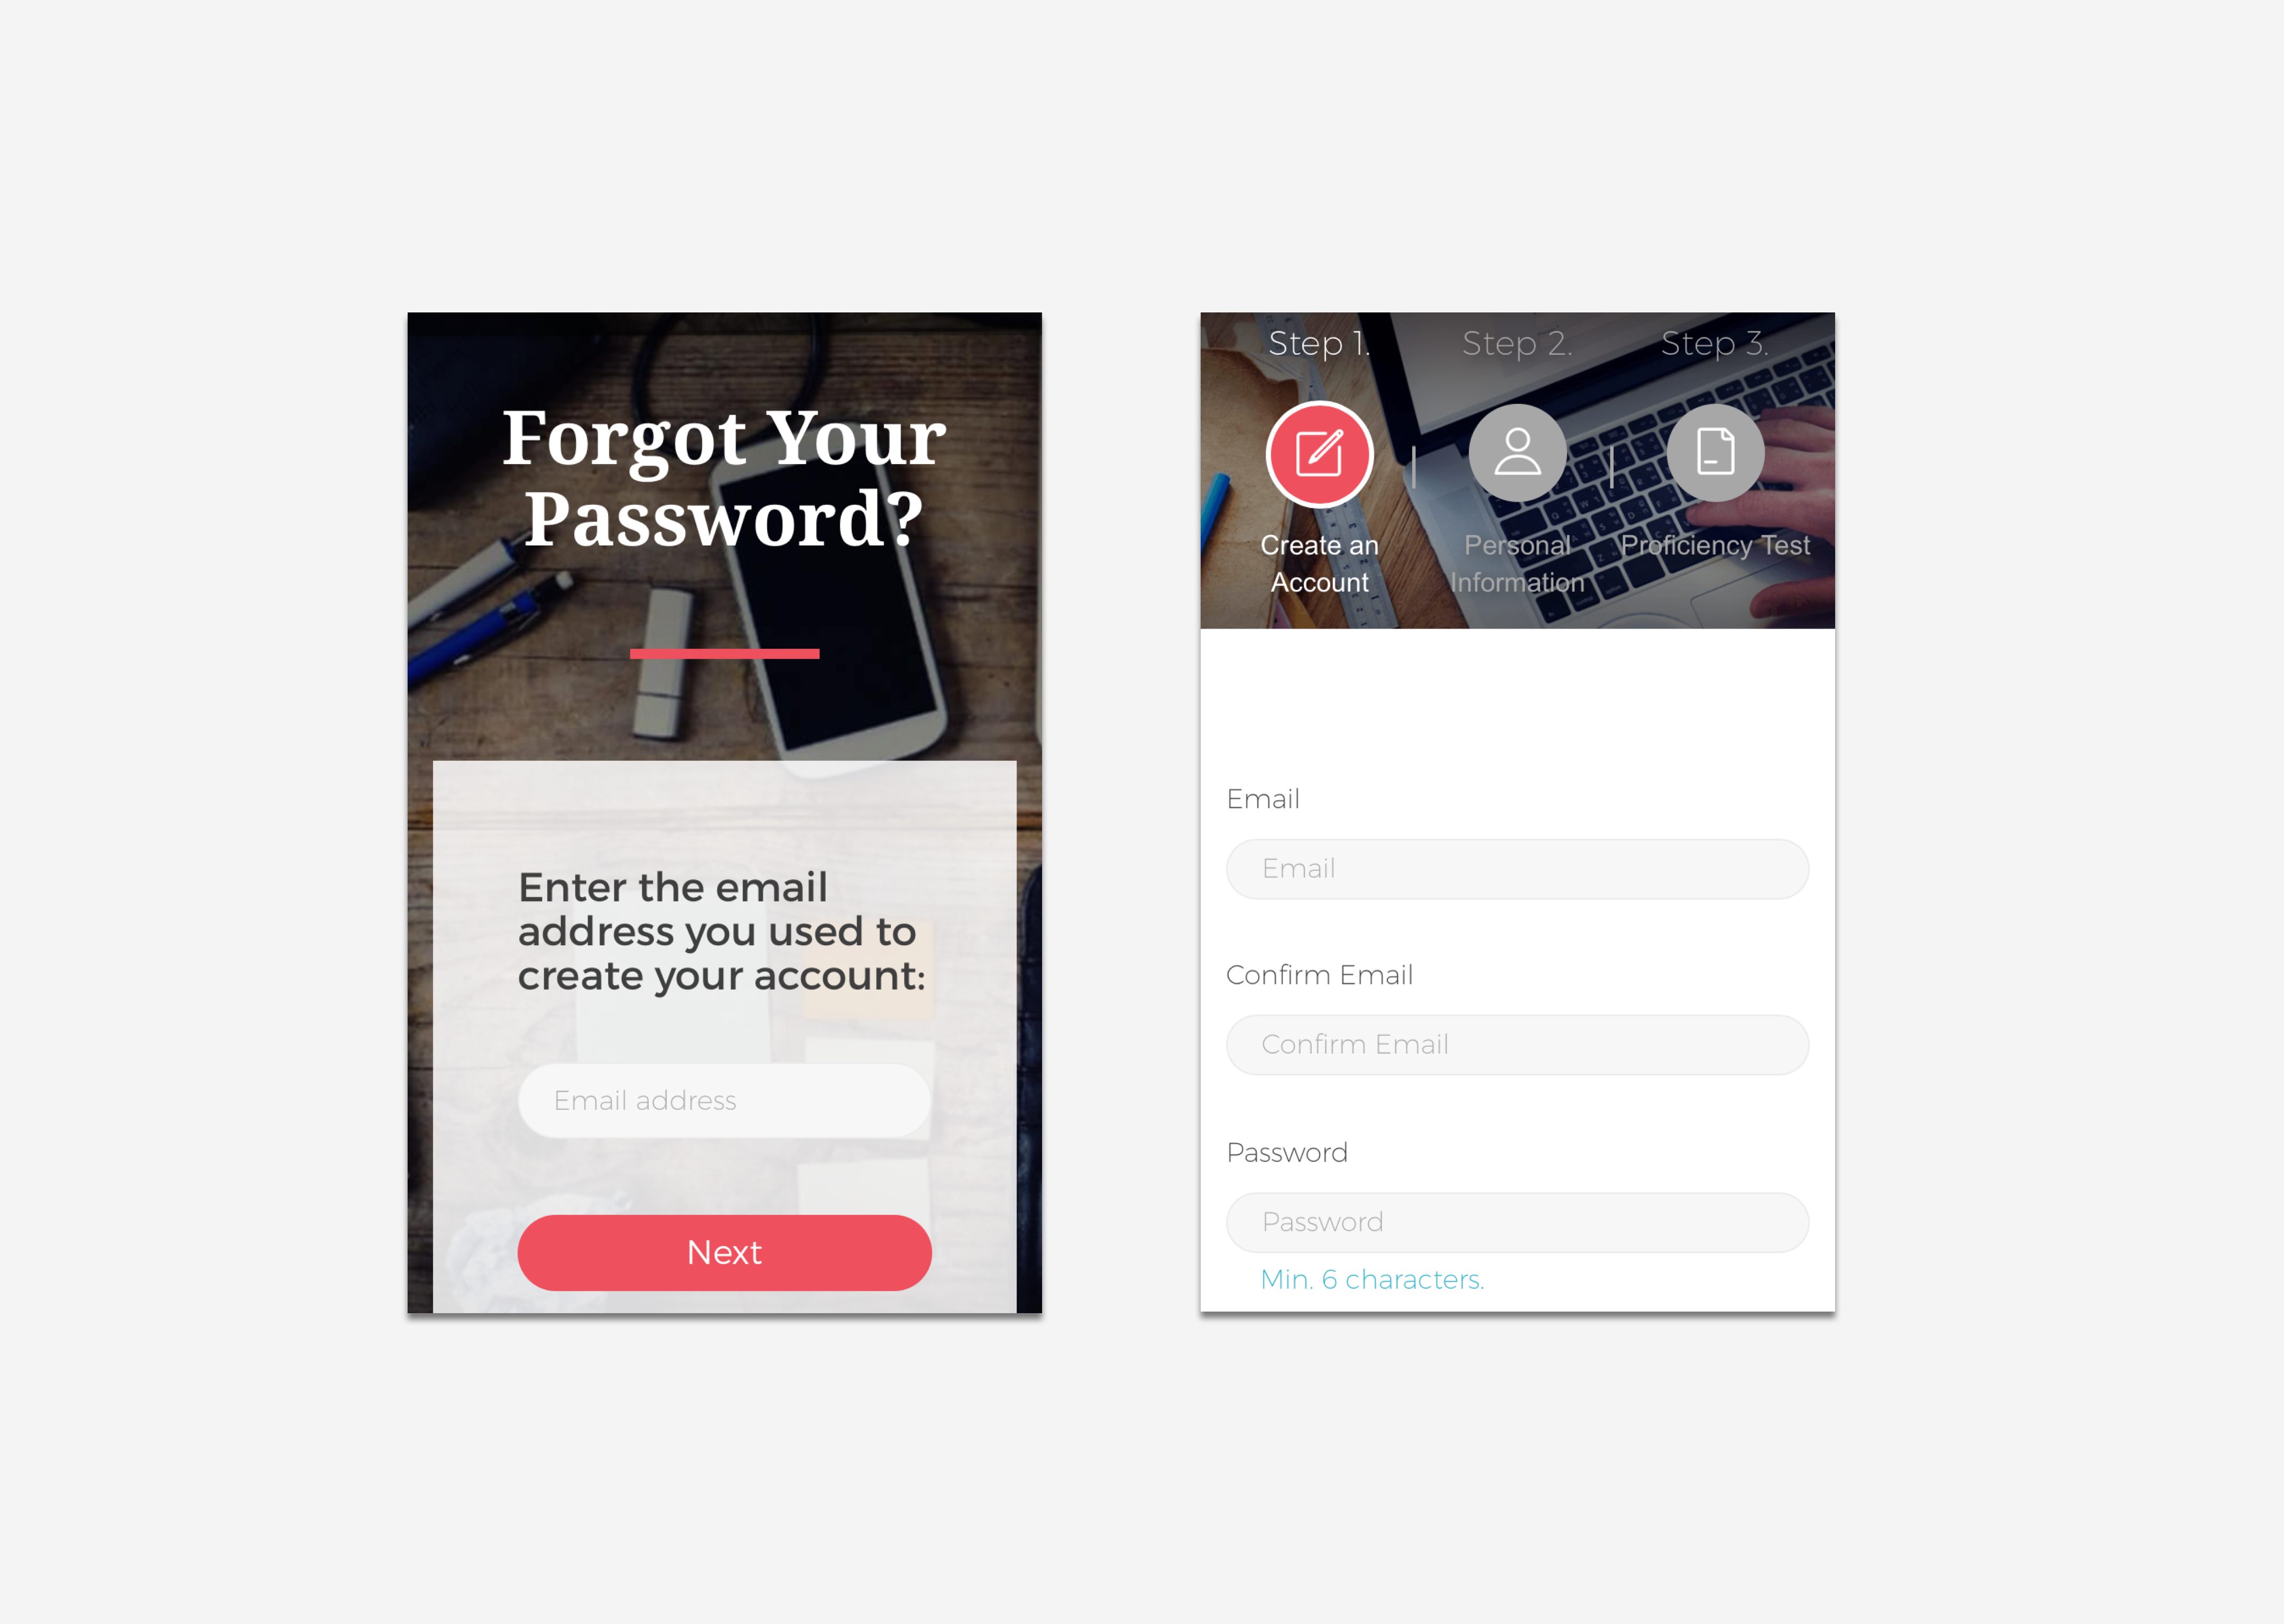 Forgot Your
Password?
Enter the email
address you used to
create your account:
Email address
Next
Step 1.
Step 2.
Step 3.
Create an
Account
Personal
Information
Proficiency Test
Email
Email
Confirm Email
Confirm Email
Password
Password
Min. 6 characters.